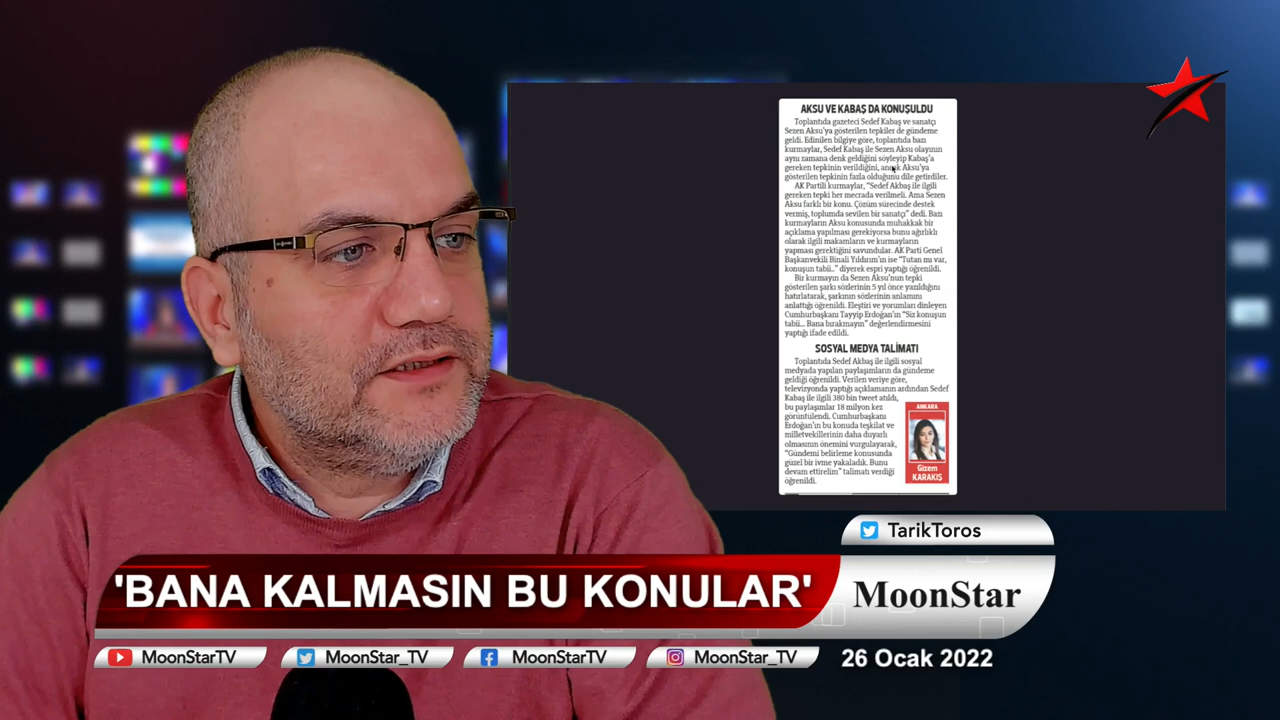 AKSU VE KABAŞ DA KONUŞULDU
Toplantıda gazeteci Sedef Kabaş ve sanatçı
Sezen Aksu'ya gösterilen tepkiler de gündeme
geldi. Edinilen bilgiye göre, toplantıda bazı
kurmaylar, Sedef Kabaş ile Sezen Aksu olayının
aynı zamana denk geldiğini söyleyip Kabaş'a
gereken tepkinin verildiğini, ancak Aksu'ya
gösterilen tepkinin fazla olduğunu dile getirdiler.
AK Partili kurmaylar, "Sedef Akbaş ile ilgili
gereken tepki her mecrada verilmeli. Ama Sezen
Aksu farklı bir konu. Çözüm sürecinde destek
vermiş, toplumda sevilen bir sanatçı" dedi. Bazı
kurmayların Aksu konusunda muhakkak bir
açıklama yapılması gerekiyorsa bunu ağırlıklı
olarak ilgili makamların ve kurmayların
yapması gerektiğini savundular. AK Parti Genel
Başkanvekili Binali Yıldırım'ın ise "Tutan mı var,
konuşun tabii.." diyerek espri yaptığı öğrenildi.
Bir kurmayın da Sezen Aksu'nun tepki
gösterilen şarkı sözlerinin 5 yıl önce yazıldığını
hatırlatarak, şarkının sözlerinin anlamını
anlattığı öğrenildi. Eleştiri ve yorumları dinleyen
Cumhurbaşkanı Tayyip Erdoğan'ın "Siz konuşun
tabii... Bana bırakmayın" değerlendirmesini
yaptığı ifade edildi.
SOSYAL MEDYA TALİMATI
Toplantıda Sedef Akbaş ile ilgili sosyal
medyada yapılan paylaşımların da gündeme
geldiği öğrenildi. Verilen veriye göre,
televizyonda yaptığı açıklamanın ardından Sedef
Kabaş ile ilgili 380 bin tweet atıldı,
bu paylaşımlar 18 milyon kez
görüntülendi. Cumhurbaşkanı
Erdoğan'ın bu konuda teşkilat ve
milletvekillerinin daha duyarlı
olmasının önemini vurgulayarak,
"Gündemi belirleme konusunda
güzel bir ivme yakaladık. Bunu
devam ettirelim" talimatı verdiği
öğrenildi.
ANKARA
Gizem
KARAKIŞ
TarikToros
'BANA KALMASIN BU KONULAR'
MoonStar
MoonStarTV
MoonStar_TV
MoonStarTV
MoonStar_TV
26 Ocak 2022